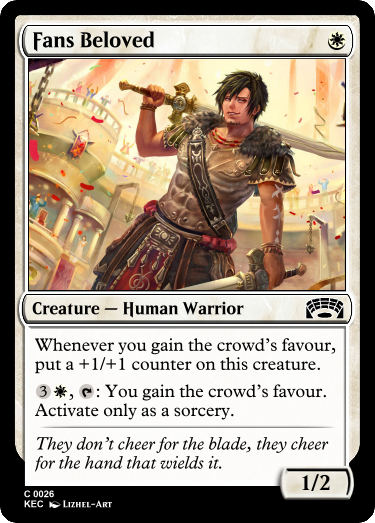 Fans Beloved
Creature — Human Warrior
Whenever you gain the crowd's favour,
put a +1/+1 counter on this creature.
3, : You gain the crowd's favour.
Activate only as a sorcery.
They don't cheer for the blade, they cheer
for the hand that wields it.
1/2
C 0026
KEC Lizhel-Art